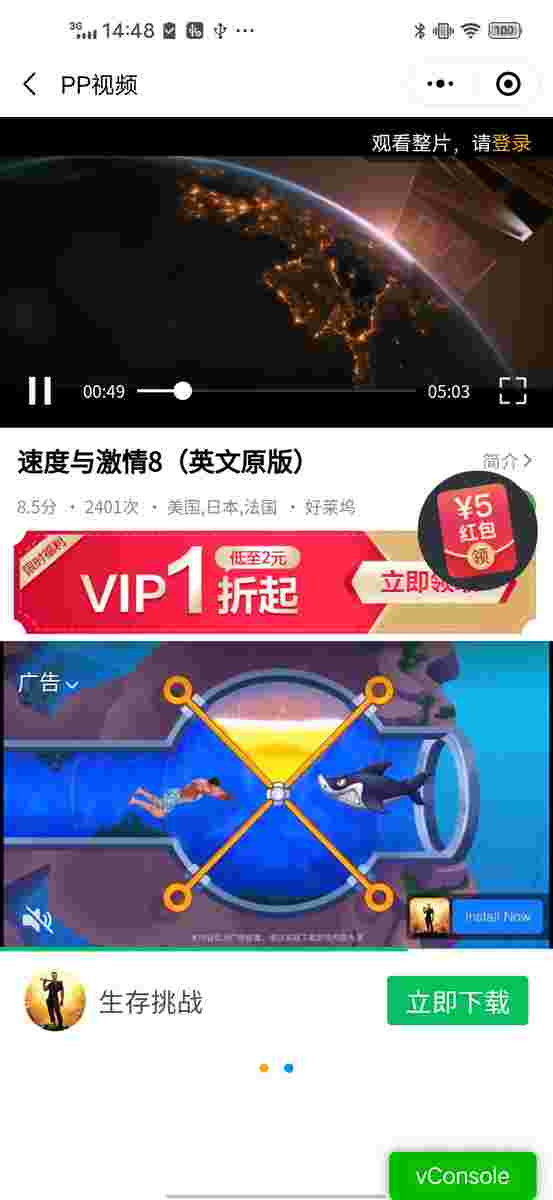 3G 14:48 100
PP视频
观看整片，请登录
00:49 05:03
速度与激情8（英文原版）
简介
8.5分 · 2401次 · 美国,日本,法国 · 好莱坞
限时福利
VIP1折起
低至2元
立即领
¥5
红包
领
广告
Install Now
生存挑战
立即下载
vConsole